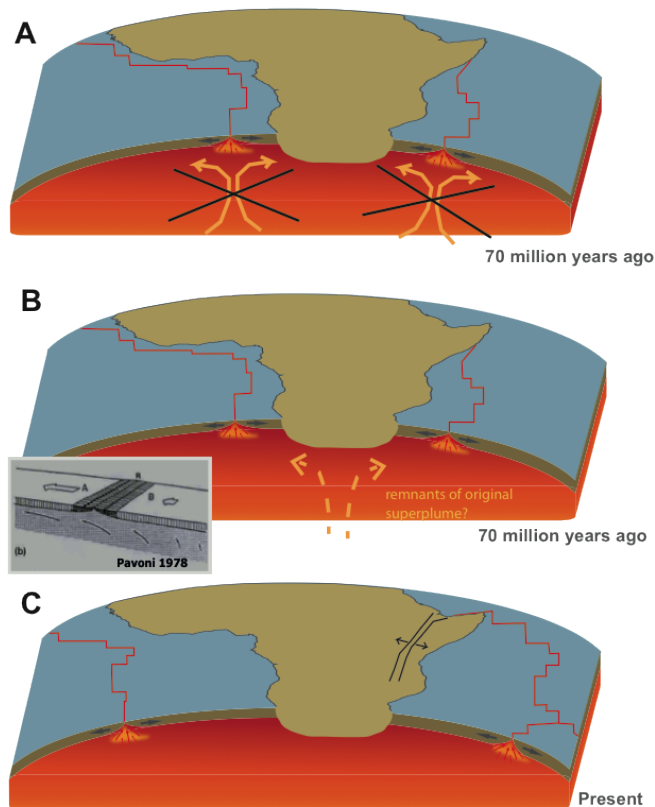 A
70 million years ago
B
remnants of original
superplume?
70 million years ago
A
B
(b)
Pavoni 1978
C
Present